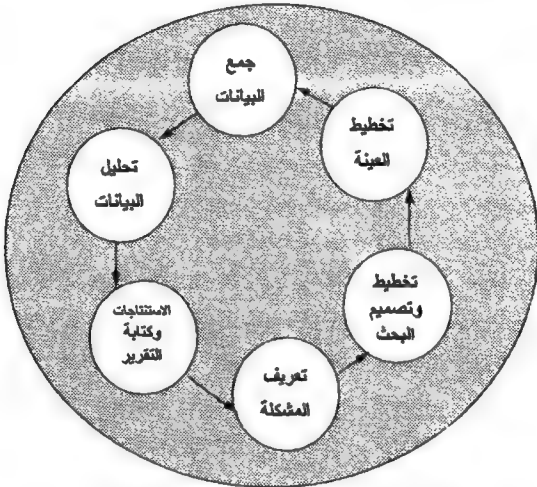 جمع
البيانات
تخطيط
العينة
تحليل
البيانات
تخطيط
وتصميم
البحث
الاستنتاجات
وكتابة
التقرير
تعريف
المشكلة